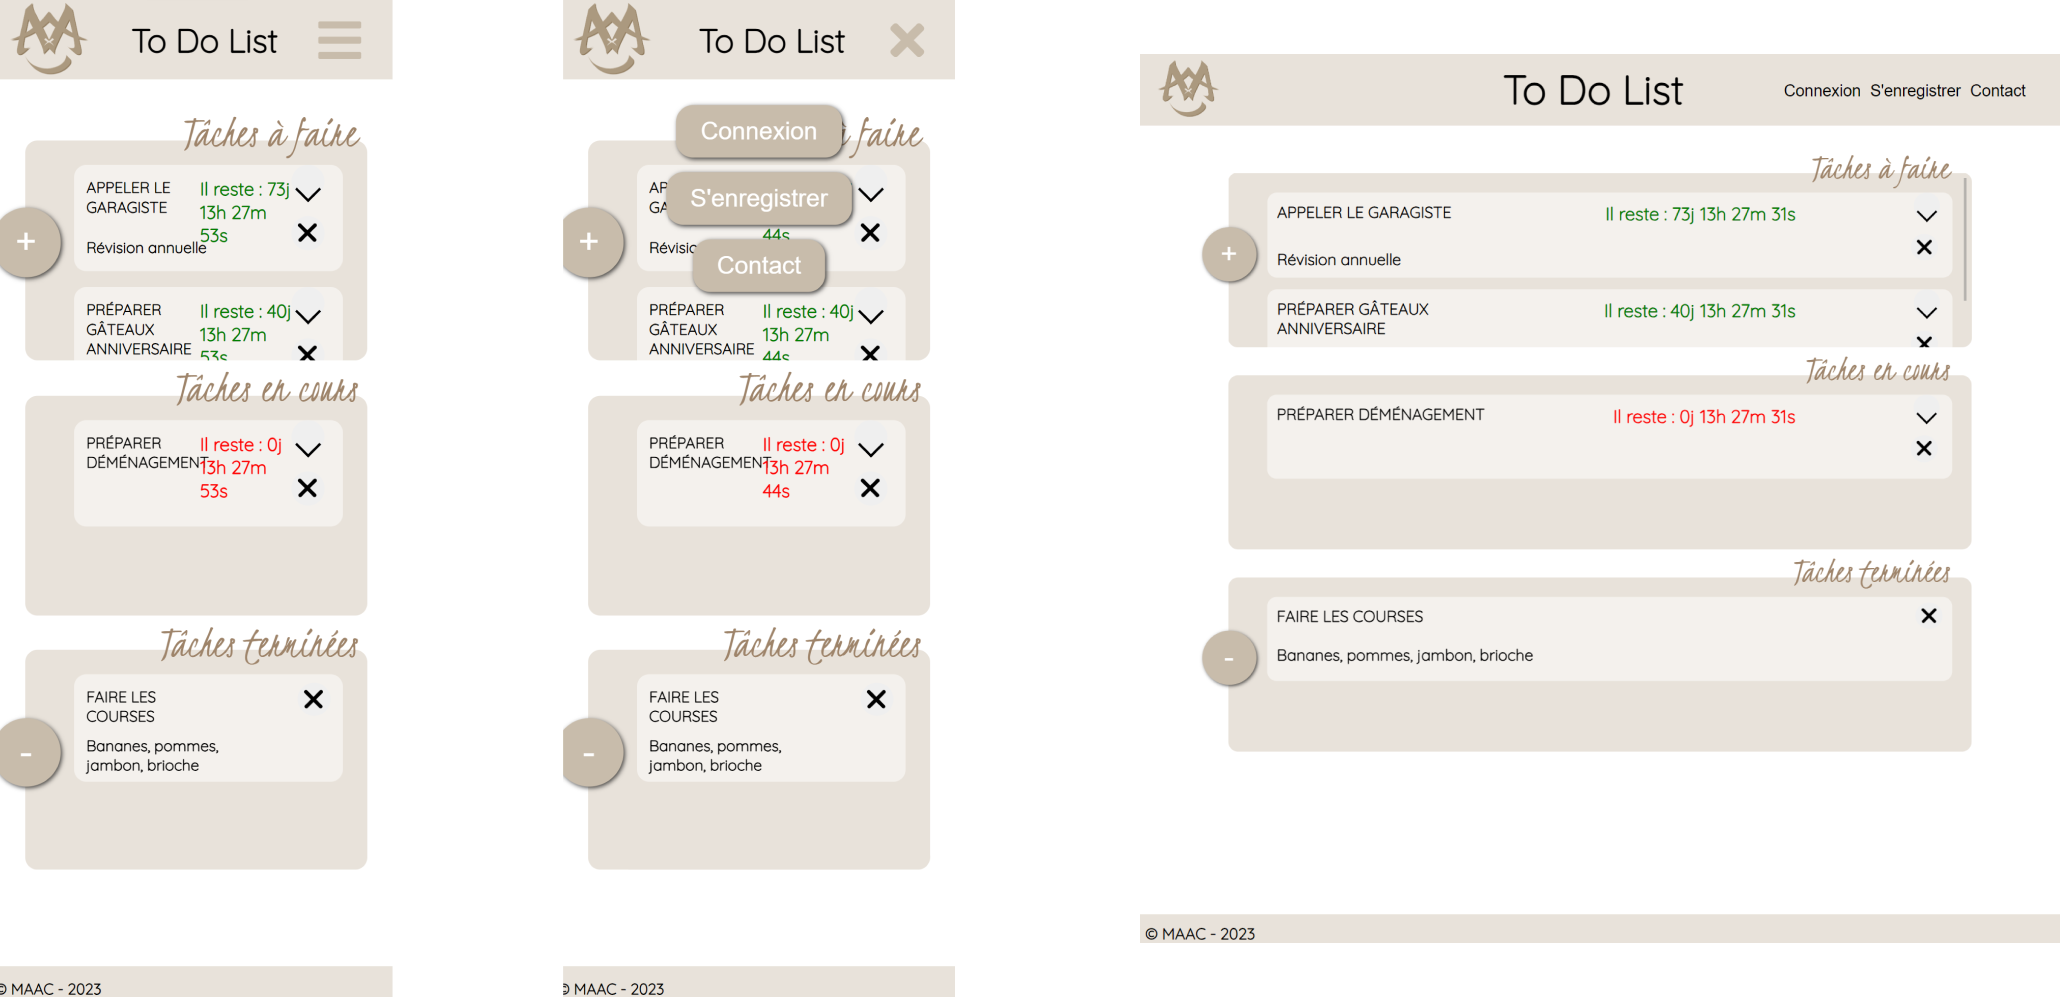 To Do List
Tâches à faire
APPELER LE
GARAGISTE
Il reste : 73j
13h 27m
53s
Révision annuelle
+
PRÉPARER
GÂTEAUX
ANNIVERSAIRE
Il reste : 40j
13h 27m
53s
Tâches en cours
PRÉPARER
DÉMÉNAGEMENT
Il reste : 0j
13h 27m
53s
Tâches terminées
FAIRE LES
COURSES
Bananes, pommes,
jambon, brioche
-
© MAAC - 2023
To Do List
Connexion
à faire
S'enregistrer
Contact
AP
GA
44s
Révisio
+
PRÉPARER
GÂTEAUX
ANNIVERSAIRE
Il reste : 40j
13h 27m
44s
Tâches en cours
PRÉPARER
DÉMÉNAGEMENT
Il reste : 0j
13h 27m
44s
Tâches terminées
FAIRE LES
COURSES
Bananes, pommes,
jambon, brioche
-
© MAAC - 2023
To Do List
Connexion S'enregistrer Contact
Tâches à faire
APPELER LE GARAGISTE
Il reste : 73j 13h 27m 31s
Révision annuelle
+
PRÉPARER GÂTEAUX
ANNIVERSAIRE
Il reste : 40j 13h 27m 31s
Tâches en cours
PRÉPARER DÉMÉNAGEMENT
Il reste : 0j 13h 27m 31s
Tâches terminées
FAIRE LES COURSES
Bananes, pommes, jambon, brioche
-
© MAAC - 2023